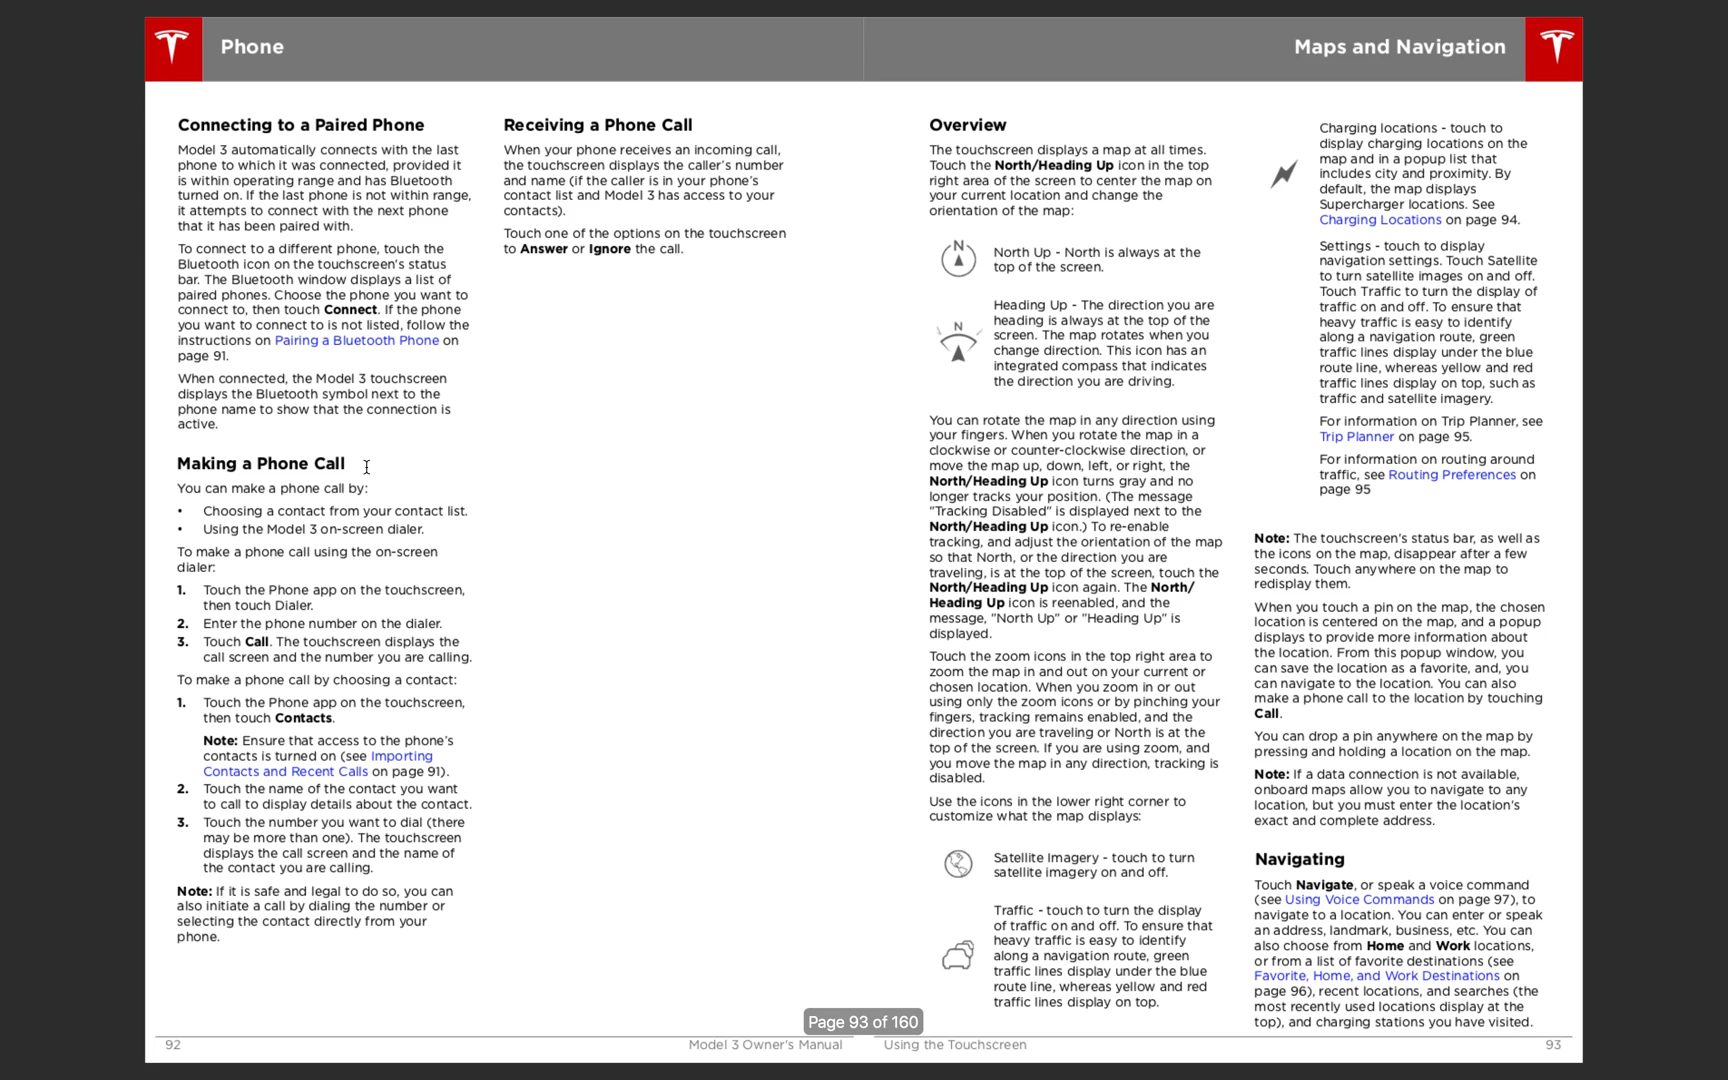 Phone
Connecting to a Paired Phone
Model 3 automatically connects with the last
phone to which it was connected, provided it
is within operating range and has Bluetooth
turned on. If the last phone is not within range,
it attempts to connect with the next phone
that it has been paired with.
To connect to a different phone, touch the
Bluetooth icon on the touchscreen's status
bar. The Bluetooth window displays a list of
paired phones. Choose the phone you want to
connect to, then touch Connect. If the phone
you want to connect to is not listed, follow the
instructions on Pairing a Bluetooth Phone on
page 91.
When connected, the Model 3 touchscreen
displays the Bluetooth symbol next to the
phone name to show that the connection is
active.
Making a Phone Call
You can make a phone call by:
• Choosing a contact from your contact list.
• Using the Model 3 on-screen dialer.
To make a phone call using the on-screen
dialer:
1. Touch the Phone app on the touchscreen,
then touch Dialer.
2. Enter the phone number on the dialer.
3. Touch Call. The touchscreen displays the
call screen and the number you are calling.
To make a phone call by choosing a contact:
1. Touch the Phone app on the touchscreen,
then touch Contacts.
Note: Ensure that access to the phone's
contacts is turned on (see Importing
Contacts and Recent Calls on page 91).
2. Touch the name of the contact you want
to call to display details about the contact.
3. Touch the number you want to dial (there
may be more than one). The touchscreen
displays the call screen and the name of
the contact you are calling.
Note: If it is safe and legal to do so, you can
also initiate a call by dialing the number or
selecting the contact directly from your
phone.
Receiving a Phone Call
When your phone receives an incoming call,
the touchscreen displays the caller's number
and name (if the caller is in your phone's
contact list and Model 3 has access to your
contacts).
Touch one of the options on the touchscreen
to Answer or Ignore the call.
92
Model 3 Owner's Manual
Maps and Navigation
Overview
The touchscreen displays a map at all times.
Touch the North/Heading Up icon in the top
right area of the screen to center the map on
your current location and change the
orientation of the map:
N
North Up - North is always at the
top of the screen.
N
Heading Up - The direction you are
heading is always at the top of the
screen. The map rotates when you
change direction. This icon has an
integrated compass that indicates
the direction you are driving.
You can rotate the map in any direction using
your fingers. When you rotate the map in a
clockwise or counter-clockwise direction, or
move the map up, down, left, or right, the
North/Heading Up icon turns gray and no
longer tracks your position. (The message
"Tracking Disabled" is displayed next to the
North/Heading Up icon.) To re-enable
tracking, and adjust the orientation of the map
so that North, or the direction you are
traveling, is at the top of the screen, touch the
North/Heading Up icon again. The North/
Heading Up icon is reenabled, and the
message, "North Up" or "Heading Up" is
displayed.
Touch the zoom icons in the top right area to
zoom the map in and out on your current or
chosen location. When you zoom in or out
using only the zoom icons or by pinching your
fingers, tracking remains enabled, and the
direction you are traveling or North is at the
top of the screen. If you are using zoom, and
you move the map in any direction, tracking is
disabled.
Use the icons in the lower right corner to
customize what the map displays:
Satellite Imagery - touch to turn
satellite imagery on and off.
Traffic - touch to turn the display
of traffic on and off. To ensure that
heavy traffic is easy to identify
along a navigation route, green
traffic lines display under the blue
route line, whereas yellow and red
traffic lines display on top.
Charging locations - touch to
display charging locations on the
map and in a popup list that
includes city and proximity. By
default, the map displays
Supercharger locations. See
Charging Locations on page 94.
Settings - touch to display
navigation settings. Touch Satellite
to turn satellite images on and off.
Touch Traffic to turn the display of
traffic on and off. To ensure that
heavy traffic is easy to identify
along a navigation route, green
traffic lines display under the blue
route line, whereas yellow and red
traffic lines display on top, such as
traffic and satellite imagery.
For information on Trip Planner, see
Trip Planner on page 95.
For information on routing around
traffic, see Routing Preferences on
page 95
Note: The touchscreen's status bar, as well as
the icons on the map, disappear after a few
seconds. Touch anywhere on the map to
redisplay them.
When you touch a pin on the map, the chosen
location is centered on the map, and a popup
displays to provide more information about
the location. From this popup window, you
can save the location as a favorite, and, you
can navigate to the location. You can also
make a phone call to the location by touching
Call.
You can drop a pin anywhere on the map by
pressing and holding a location on the map.
Note: If a data connection is not available,
onboard maps allow you to navigate to any
location, but you must enter the location's
exact and complete address.
Navigating
Touch Navigate, or speak a voice command
(see Using Voice Commands on page 97), to
navigate to a location. You can enter or speak
an address, landmark, business, etc. You can
also choose from Home and Work locations,
or from a list of favorite destinations (see
Favorite, Home, and Work Destinations on
page 96), recent locations, and searches (the
most recently used locations display at the
top), and charging stations you have visited.
Page 93 of 160
Using the Touchscreen
93